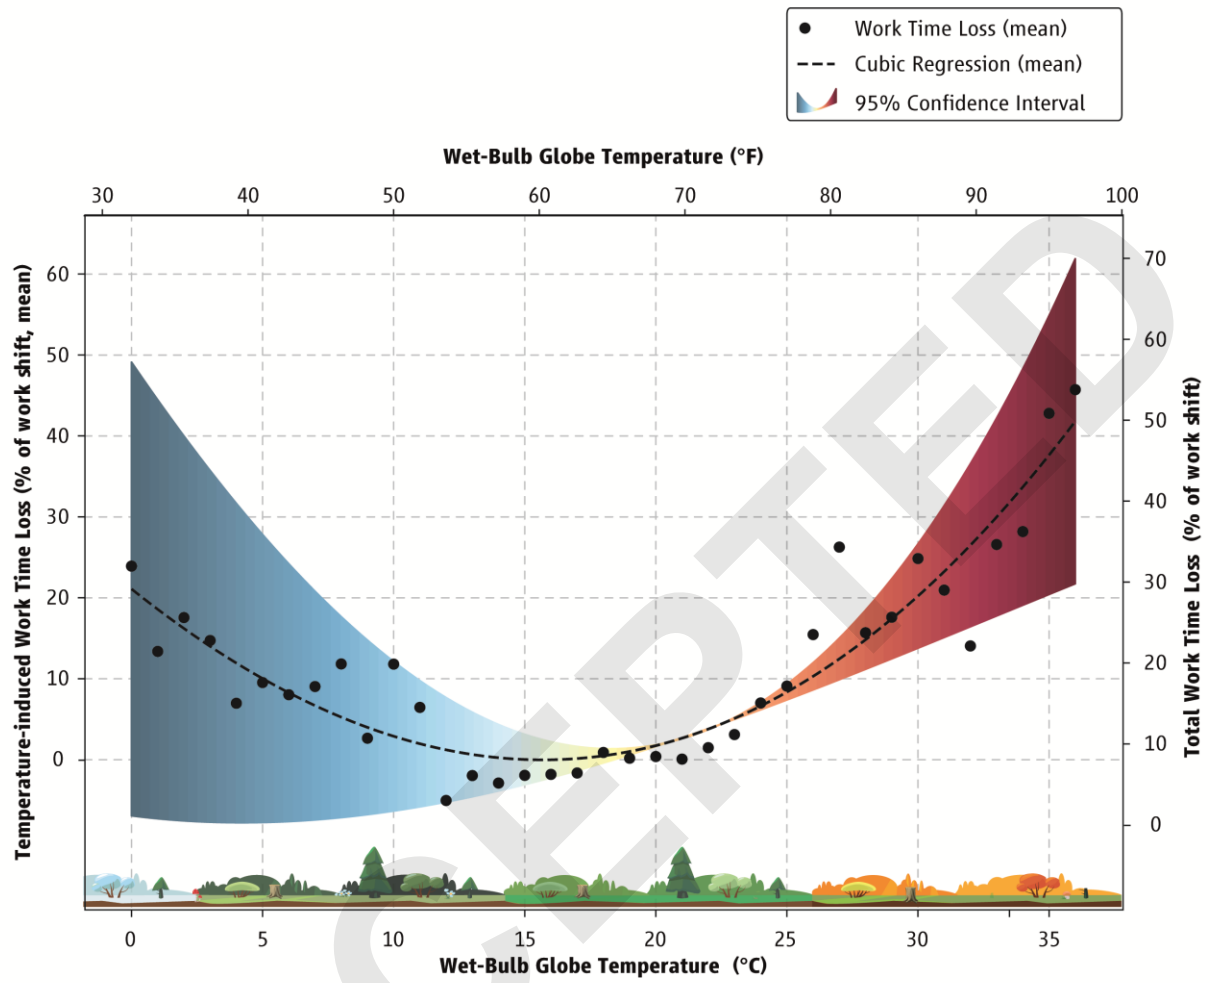 Work Time Loss (mean)
Cubic Regression (mean)
95% Confidence Interval
Wet-Bulb Globe Temperature (°F)
30 40 50 60 70 80 90 100
Temperature-induced Work Time Loss (% of work shift, mean)
60
50
40
30
20
10
0
70
60
50
40
30
20
10
0
Total Work Time Loss (% of work shift)
0 5 10 15 20 25 30 35
Wet-Bulb Globe Temperature (°C)
CEPTED